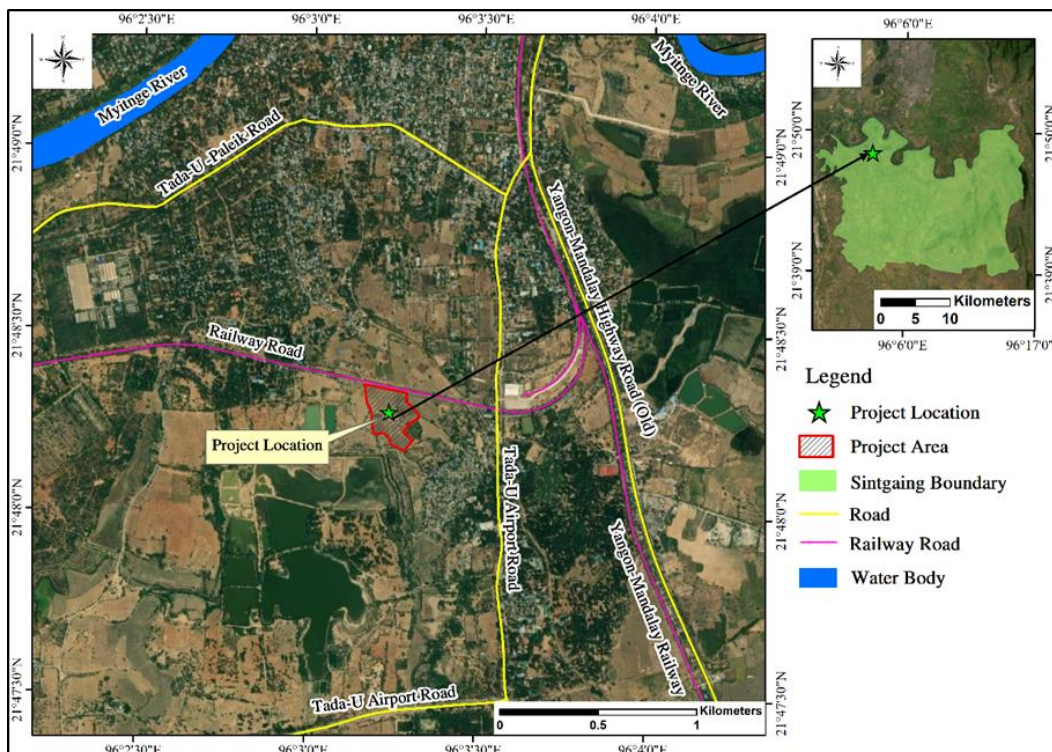 96°2'30"E
96°3'0"E
96°3'30"E
96°4'0"E
96°6'0"E
Myitnge River
Myitnge River
21°49'0"N
21°49'0"N
21°50'0"N
21°50'0"N
Tada-U -Paleik Road
Yangon-Mandalay Highway Road (Old)
21°39'0"N
21°39'0"N
Kilometers
0 5 10
96°6'0"E
96°17'0"E
21°48'30"N
21°48'30"N
Railway Road
Project Location
Tada-U Airport Road
Legend
Project Location
Project Area
Sintgaing Boundary
Road
Railway Road
Water Body
21°48'0"N
21°48'0"N
Yangon-Mandalay Railway
21°47'30"N
21°47'30"N
Tada-U Airport Road
Kilometers
0 0.5 1
96°2'30"E
96°3'0"E
96°3'30"E
96°4'0"E